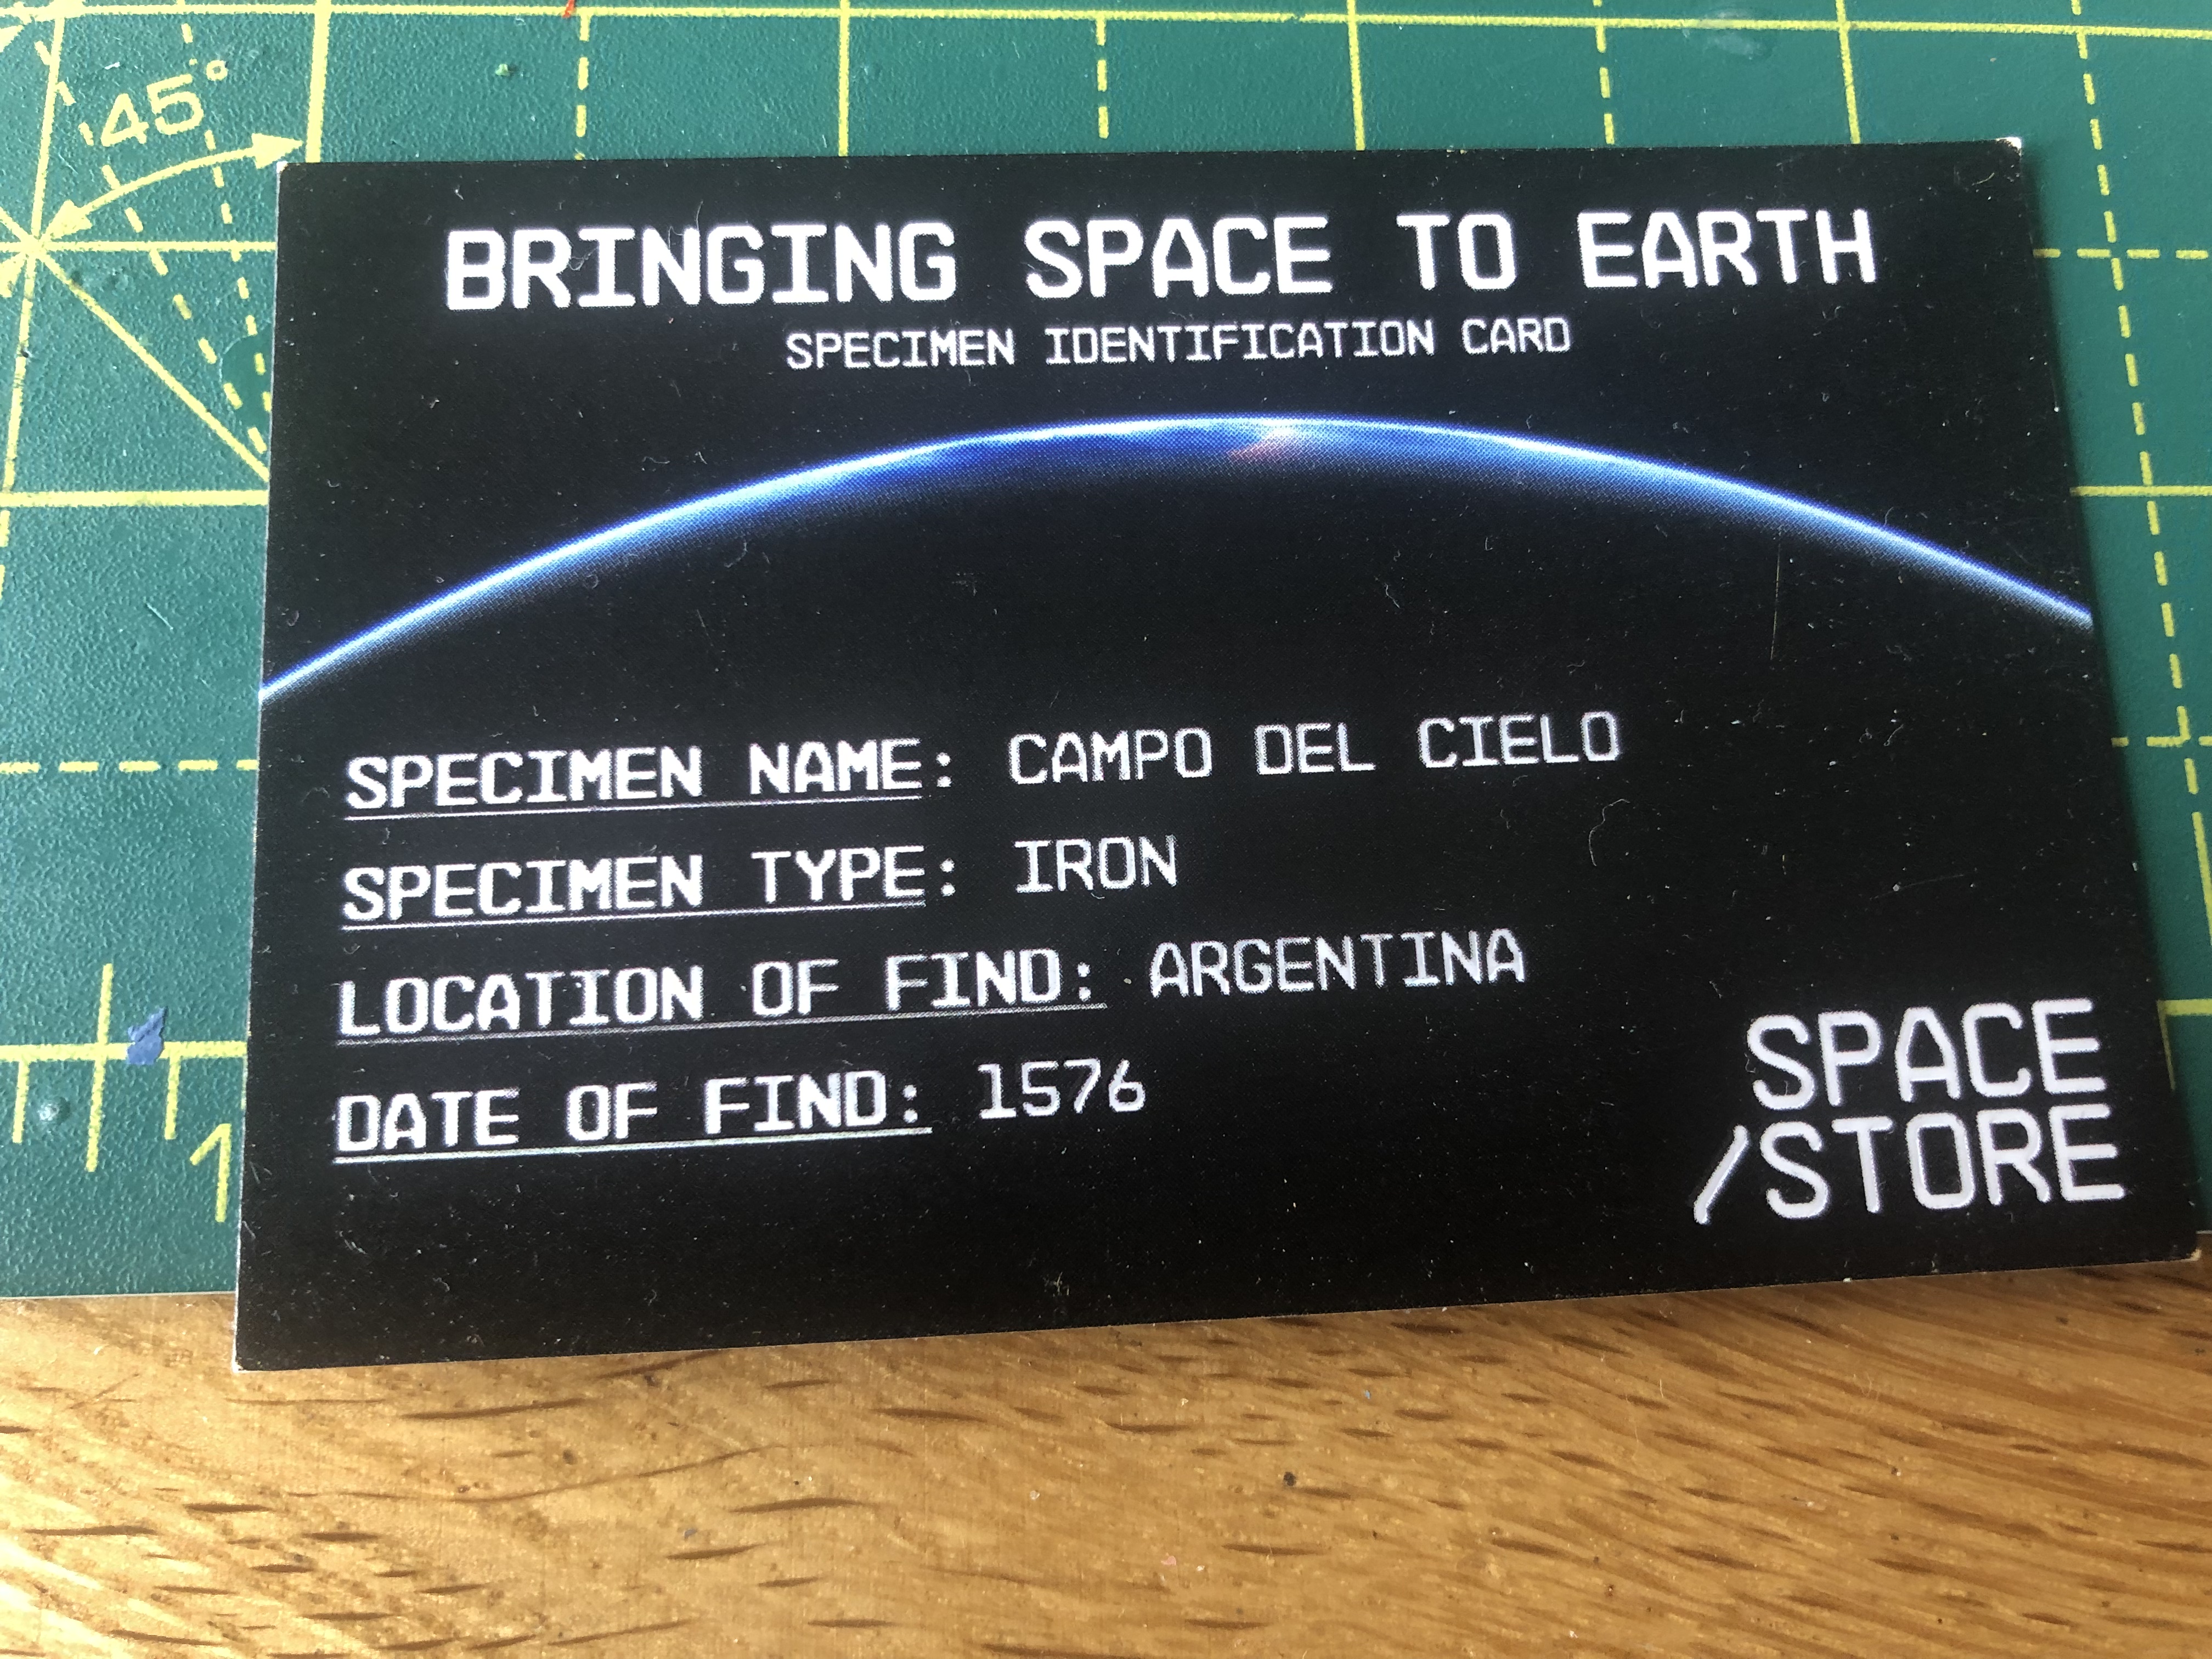 45°
BRINGING SPACE TO EARTH
SPECIMEN IDENTIFICATION CARD
SPECIMEN NAME: CAMPO DEL CIELO
SPECIMEN TYPE: IRON
LOCATION OF FIND: ARGENTINA
DATE OF FIND: 1576
SPACE
/STORE
1